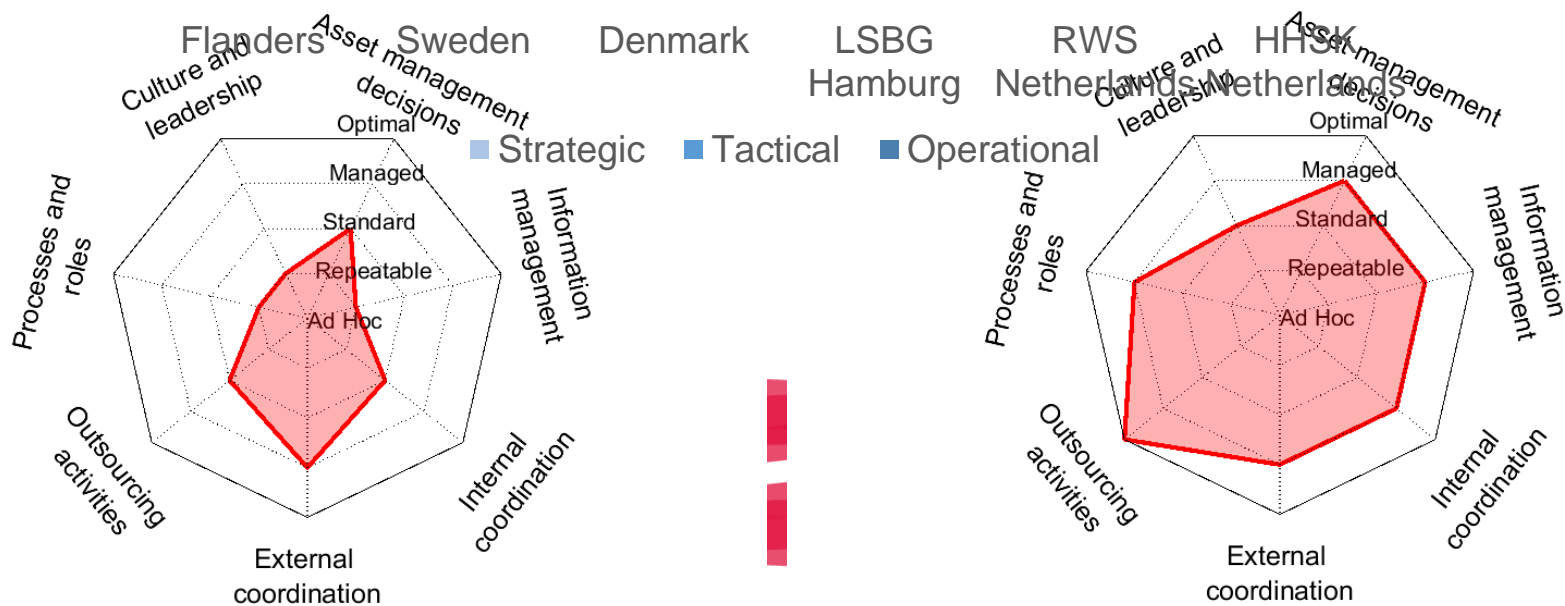 Flanders
Sweden
Denmark
LSBG
Hamburg
RWS
Netherlands
HHSK
Netherlands
Strategic
Tactical
Operational
Culture and
leadership
Asset management
decisions
Optimal
Managed
Standard
Repeatable
Ad Hoc
Information
management
Processes and
roles
Outsourcing
activities
Internal
coordination
External
coordination
Culture and
leadership
Asset management
decisions
Optimal
Managed
Standard
Repeatable
Ad Hoc
Information
management
Processes and
roles
Outsourcing
activities
Internal
coordination
External
coordination